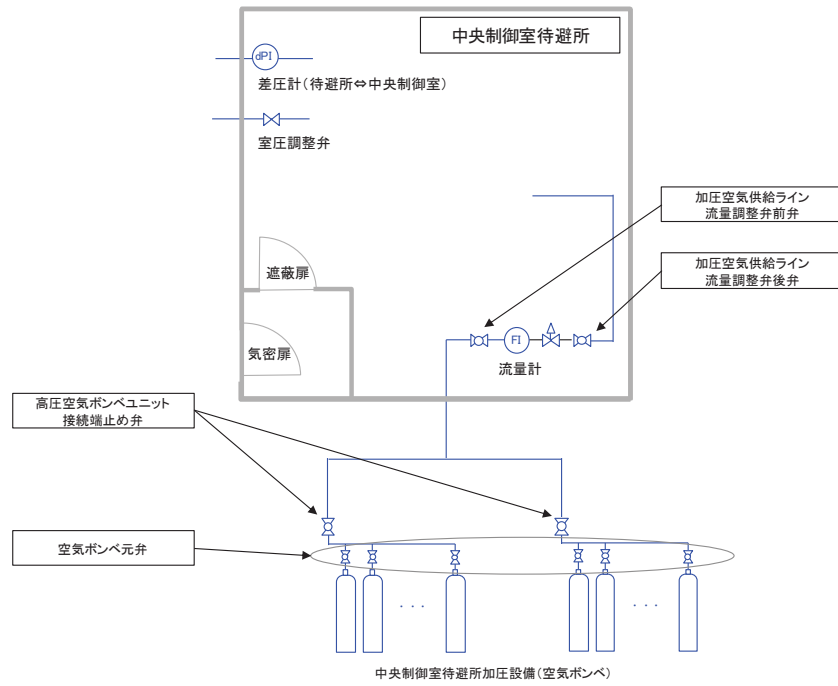 中央制御室待避所
dPI
差圧計(待避所⇔中央制御室)
室圧調整弁
加圧空気供給ライン
流量調整弁前弁
加圧空気供給ライン
流量調整弁後弁
遮蔽扉
気密扉
FI
流量計
高圧空気ボンベユニット
接続端止め弁
空気ボンベ元弁
・・・
・・・
中央制御室待避所加圧設備(空気ボンベ)